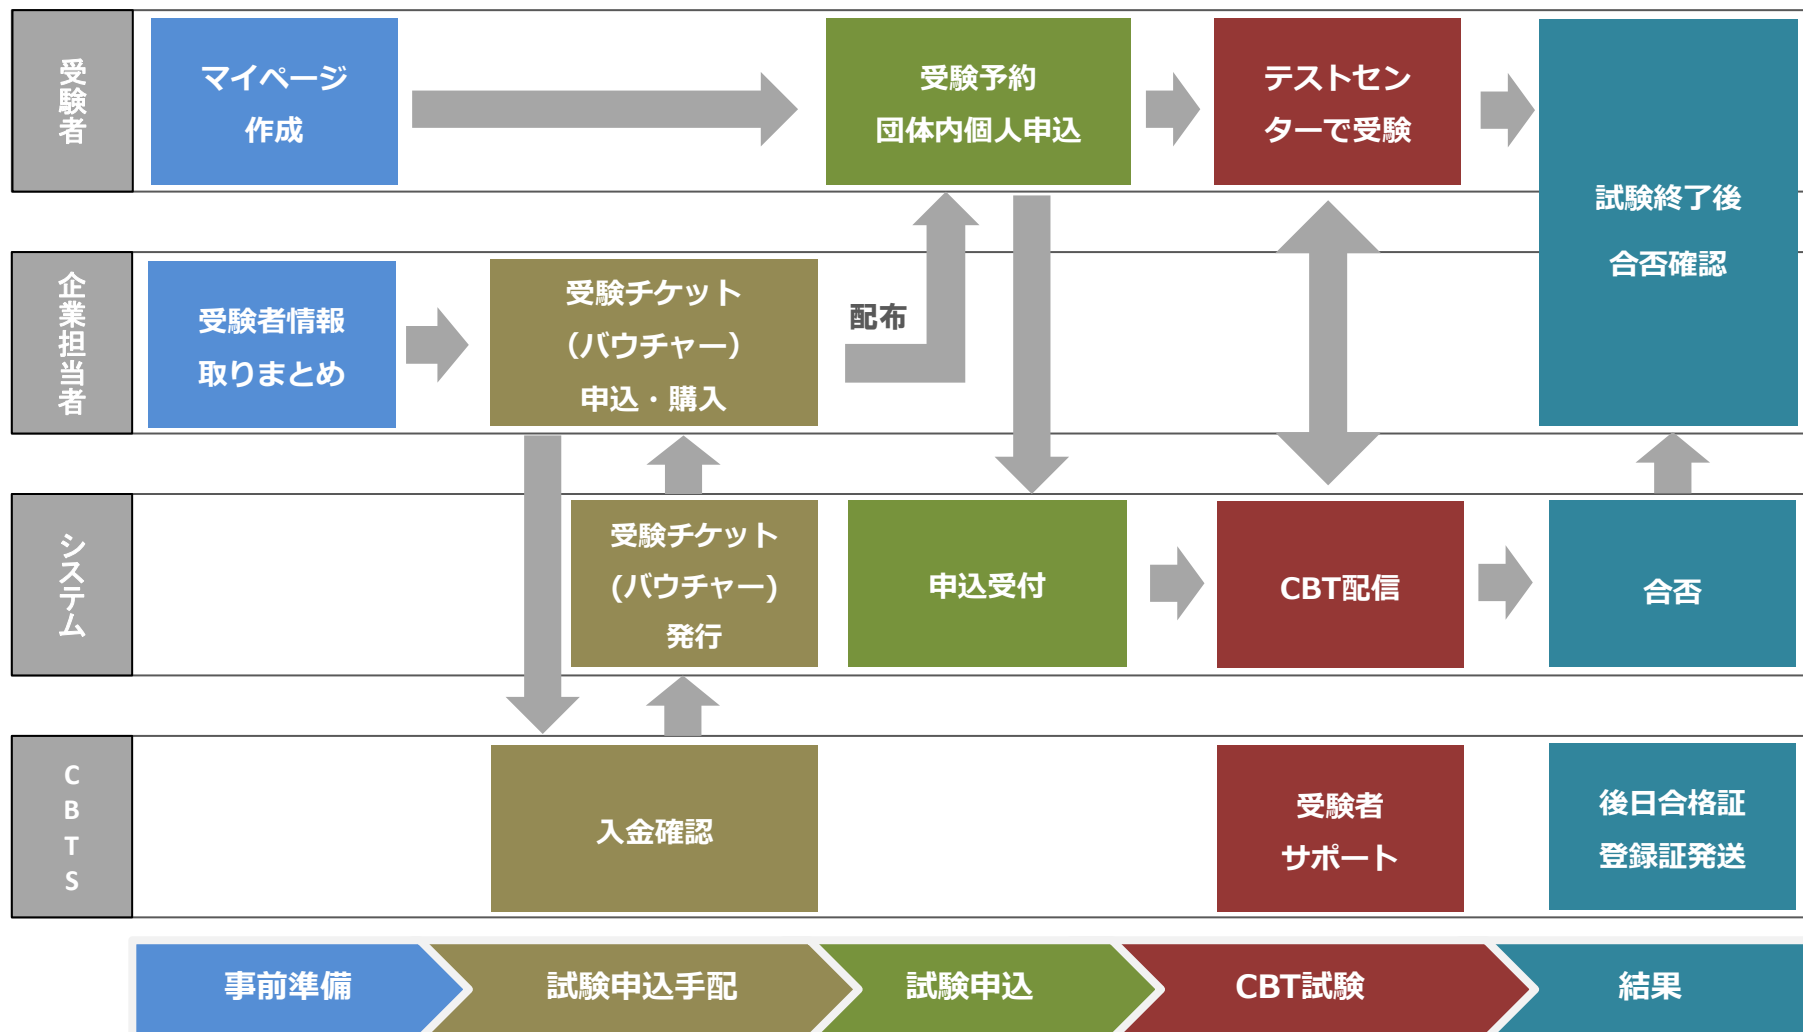 受験者
マイページ
作成
受験予約
団体内個人申込
テストセン
ターで受験
試験終了後
合否確認
企業担当者
受験者情報
取りまとめ
受験チケット
（バウチャー）
申込・購入
配布
システム
受験チケット
(バウチャー)
発行
申込受付
CBT配信
合否
CBTS
入金確認
受験者
サポート
後日合格証
登録証発送
事前準備
試験申込手配
試験申込
CBT試験
結果